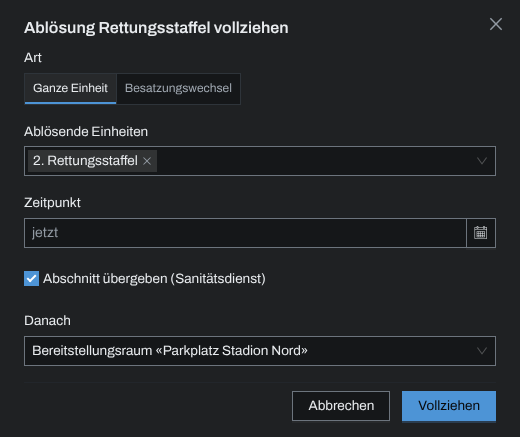 Ablösung Rettungsstaffel vollziehen
Art
Ganze Einheit Besatzungswechsel
Ablösende Einheiten
2. Rettungsstaffel
Zeitpunkt
jetzt
Abschnitt übergeben (Sanitätsdienst)
Danach
Bereitstellungsraum «Parkplatz Stadion Nord»
Abbrechen Vollziehen